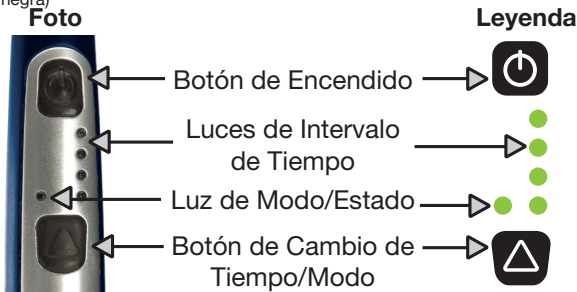 negra)
Foto
Leyenda
Botón de Encendido
Luces de Intervalo
de Tiempo
Luz de Modo/Estado
Botón de Cambio de
Tiempo/Modo